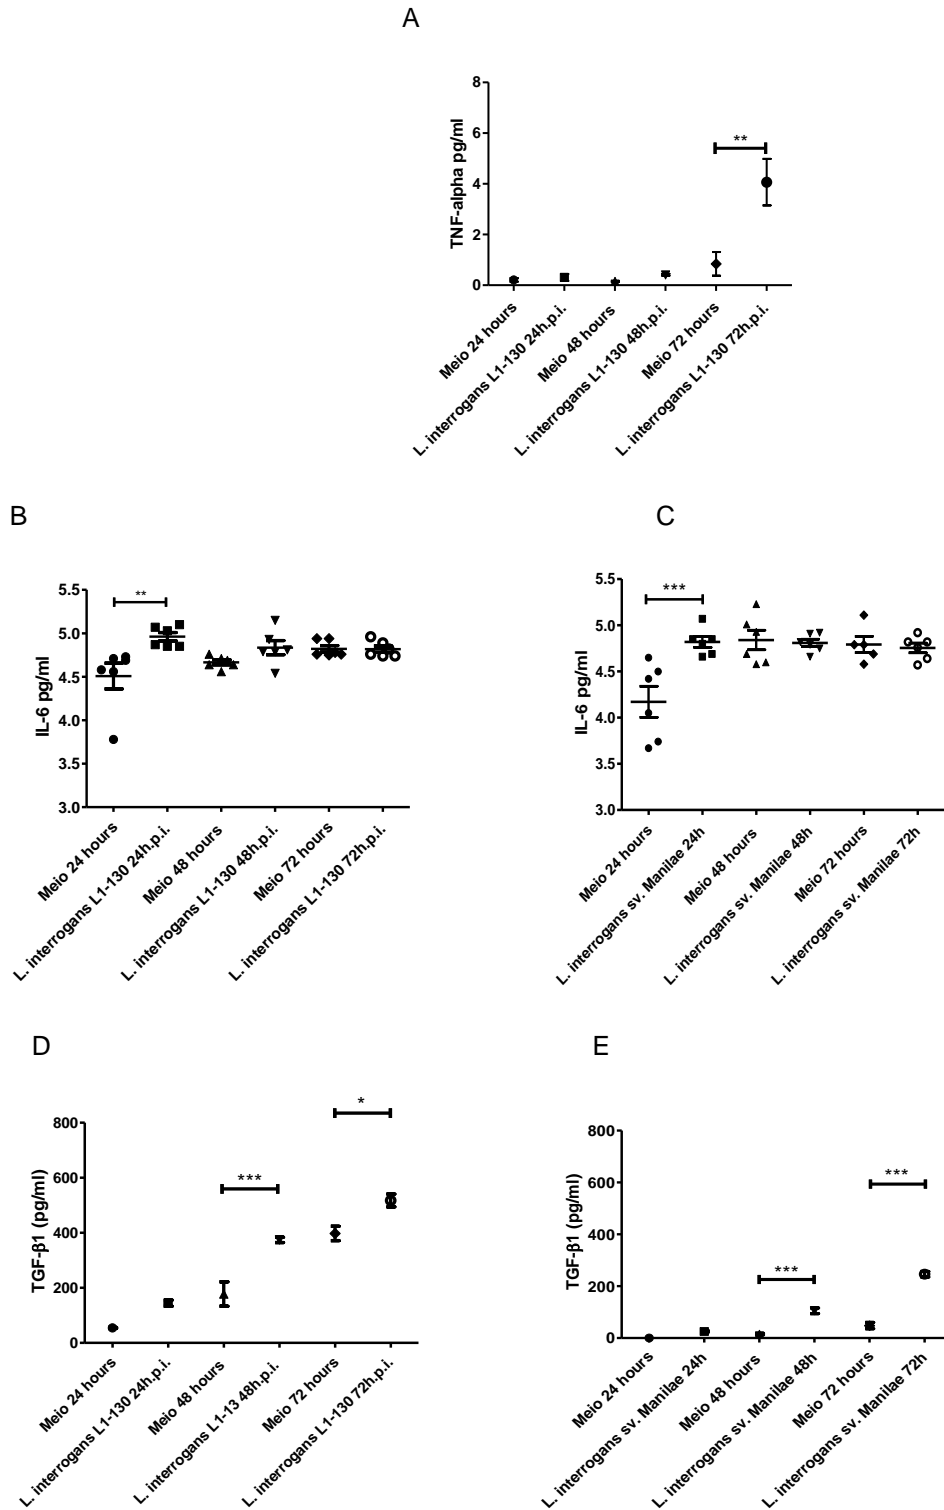 A
TNF-alpha pg/ml
8
6
4
2
0
**
Meio 24 hours
L. interrogans L1-130 24h.p.i.
Meio 48 hours
L. interrogans L1-130 48h.p.i.
Meio 72 hours
L. interrogans L1-130 72h.p.i.
B
IL-6 pg/ml
5.5
5.0
4.5
4.0
3.5
3.0
**
Meio 24 hours
L. interrogans L1-130 24h.p.i.
Meio 48 hours
L. interrogans L1-130 48h.p.i.
Meio 72 hours
L. interrogans L1-130 72h.p.i.
C
IL-6 pg/ml
5.5
5.0
4.5
4.0
3.5
3.0
***
Meio 24 hours
L. interrogans sv. Manilae 24h
Meio 48 hours
L. interrogans sv. Manilae 48h
Meio 72 hours
L. interrogans sv. Manilae 72h
D
TGF-β1 (pg/ml)
800
600
400
200
0
***
*
Meio 24 hours
L. interrogans L1-130 24h.p.i.
Meio 48 hours
L. interrogans L1-13 48h.p.i.
Meio 72 hours
L. interrogans L1-130 72h.p.i.
E
TGF-β1 (pg/ml)
800
600
400
200
0
***
***
Meio 24 hours
L. interrogans sv. Manilae 24h
Meio 48 hours
L. interrogans sv. Manilae 48h
Meio 72 hours
L. interrogans sv. Manilae 72h